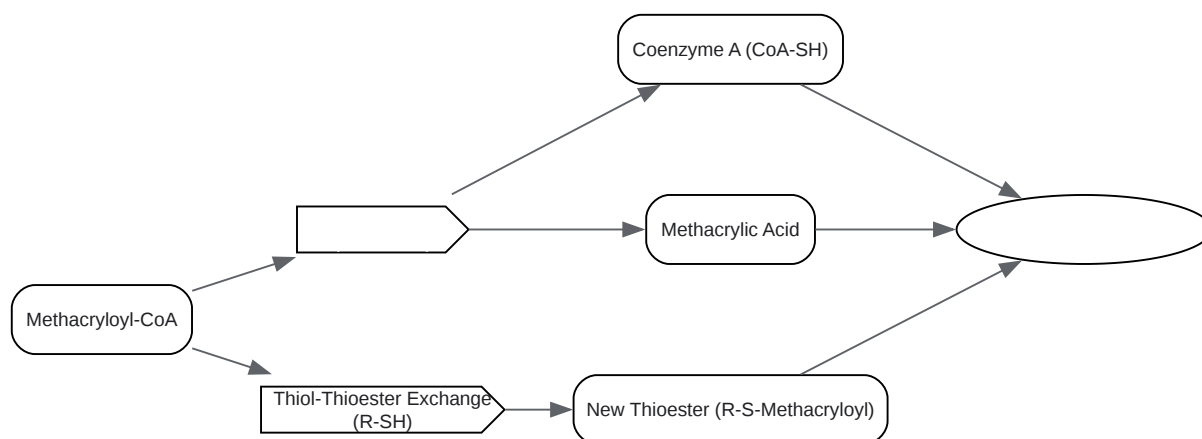 Coenzyme A (CoA-SH)
Methacrylic Acid
Methacryloyl-CoA
Thiol-Thioester Exchange
(R-SH)
New Thioester (R-S-Methacryloyl)